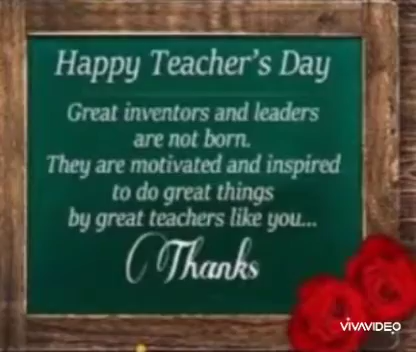 Happy Teacher's Day
Great inventors and leaders
are not born.
They are motivated and inspired
to do great things
by great teachers like you...
Thanks
VIVAVIDEO